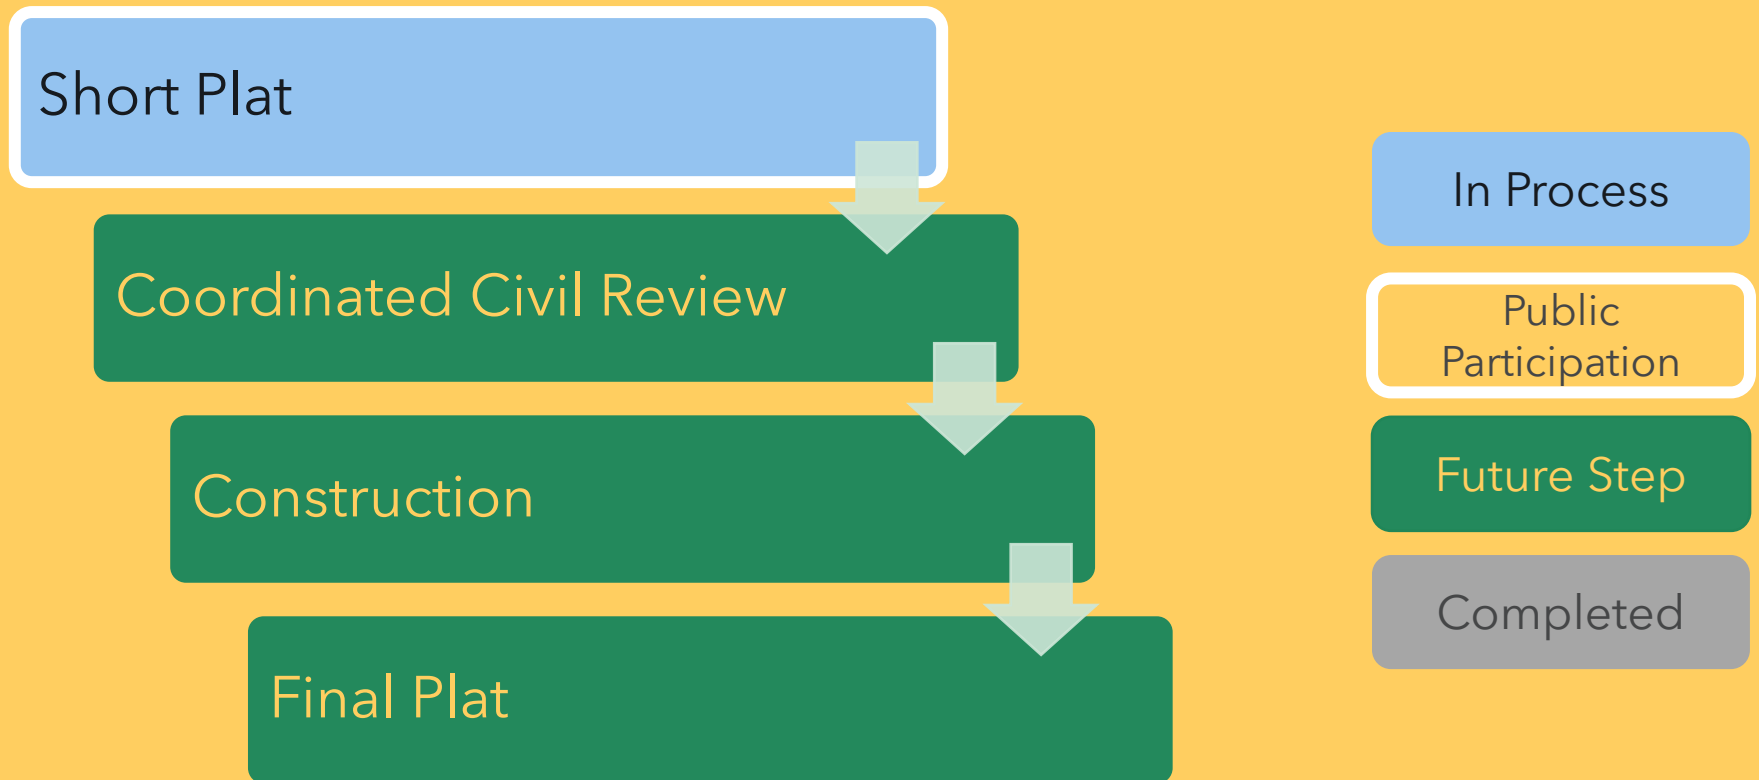 Short Plat
Coordinated Civil Review
Construction
Final Plat
In Process
Public
Participation
Future Step
Completed